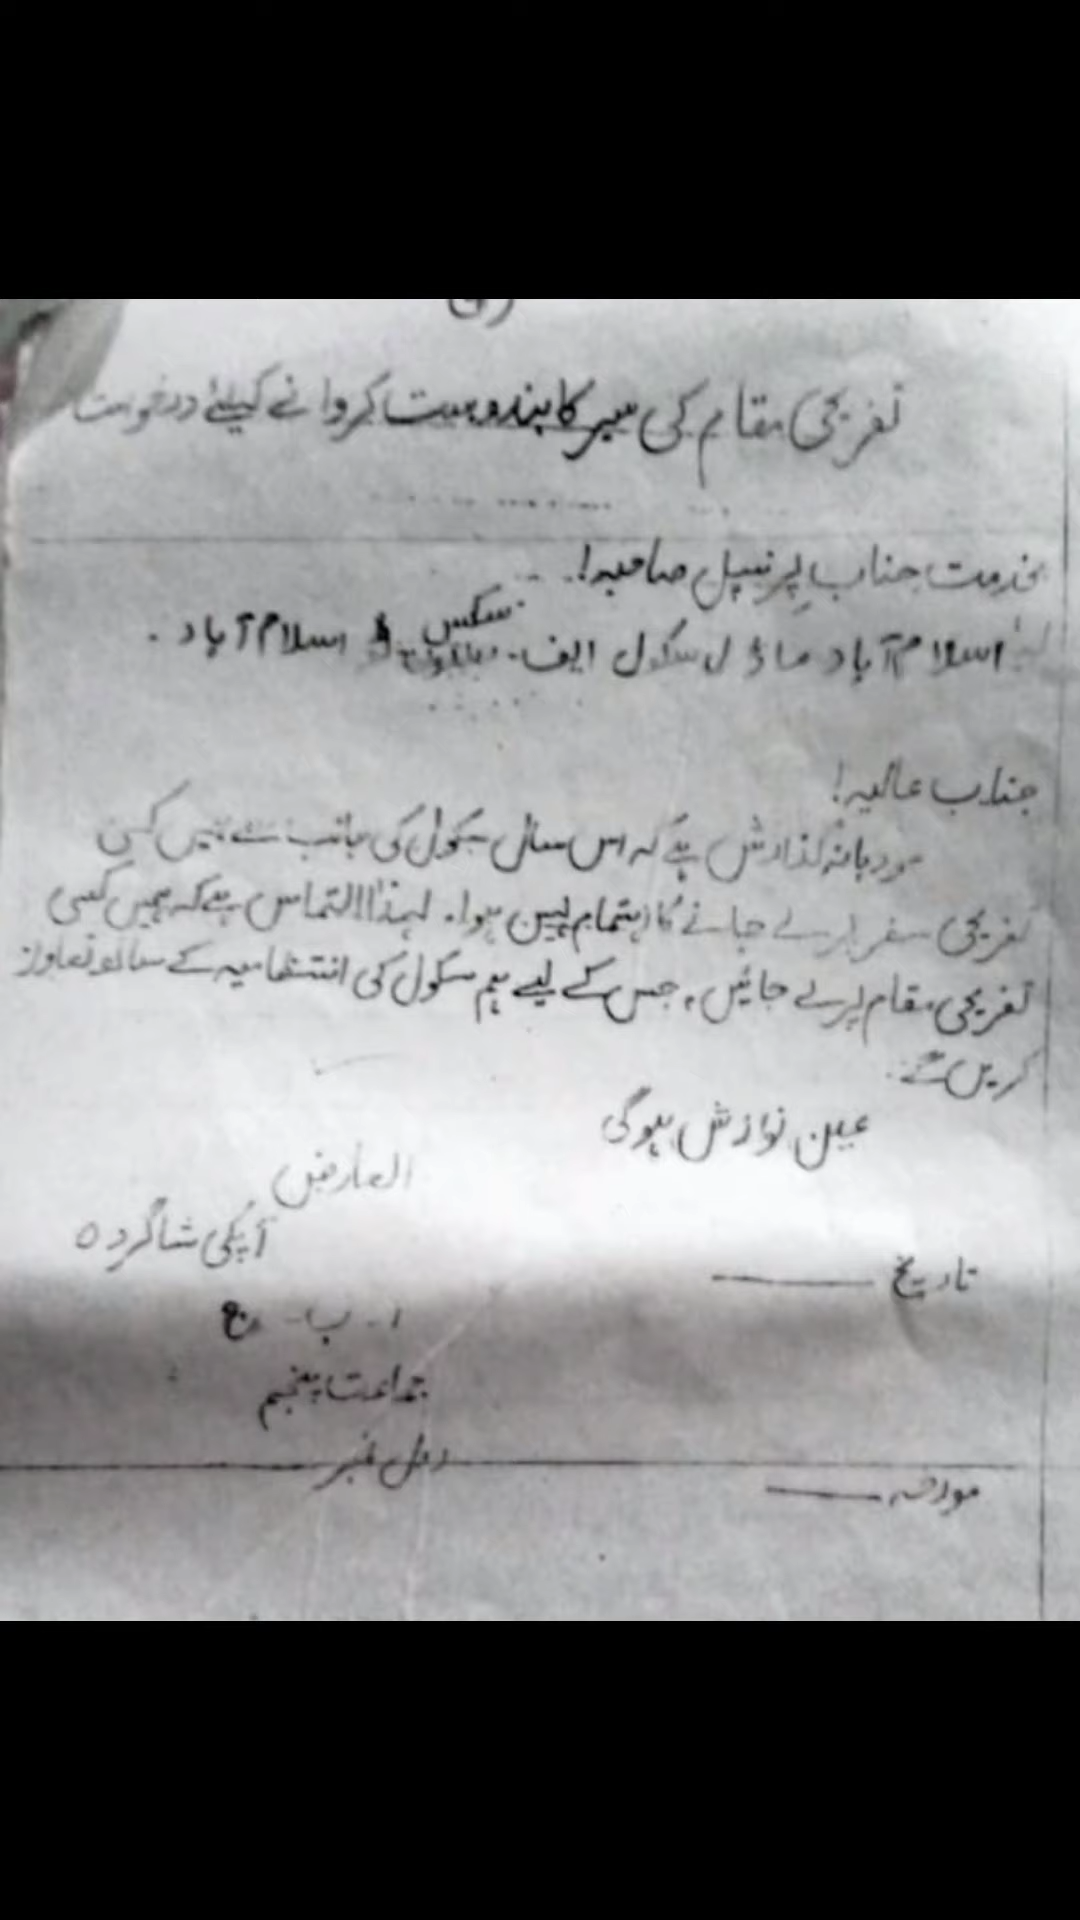 تفریحی مقام کی سیر کا بندوبست کروانے کیلئے درخواست
بخدمت جناب پرنسپل صاحبہ!
اسلام آباد ماڈل سکول ایف۔ سکس اسلام آباد ۔
جناب عالیہ!
مودبانہ گذارش ہے کہ اس سال سکول کی جانب سے ہمیں کسی
تفریحی سفر پر لے جانے کا اہتمام نہیں ہوا۔ لہذا التماس ہے کہ ہمیں کسی
تفریحی مقام پر لے جائیں، جس کے لیے ہم سکول کی انتظامیہ کے ساتھ تعاون
کریں گے۔
عین نوازش ہوگی
العارض
آپکی شاگردہ
تاریخ ———
ا۔ ب۔ ج
جماعت پنجم
رول نمبر
مورخہ ———